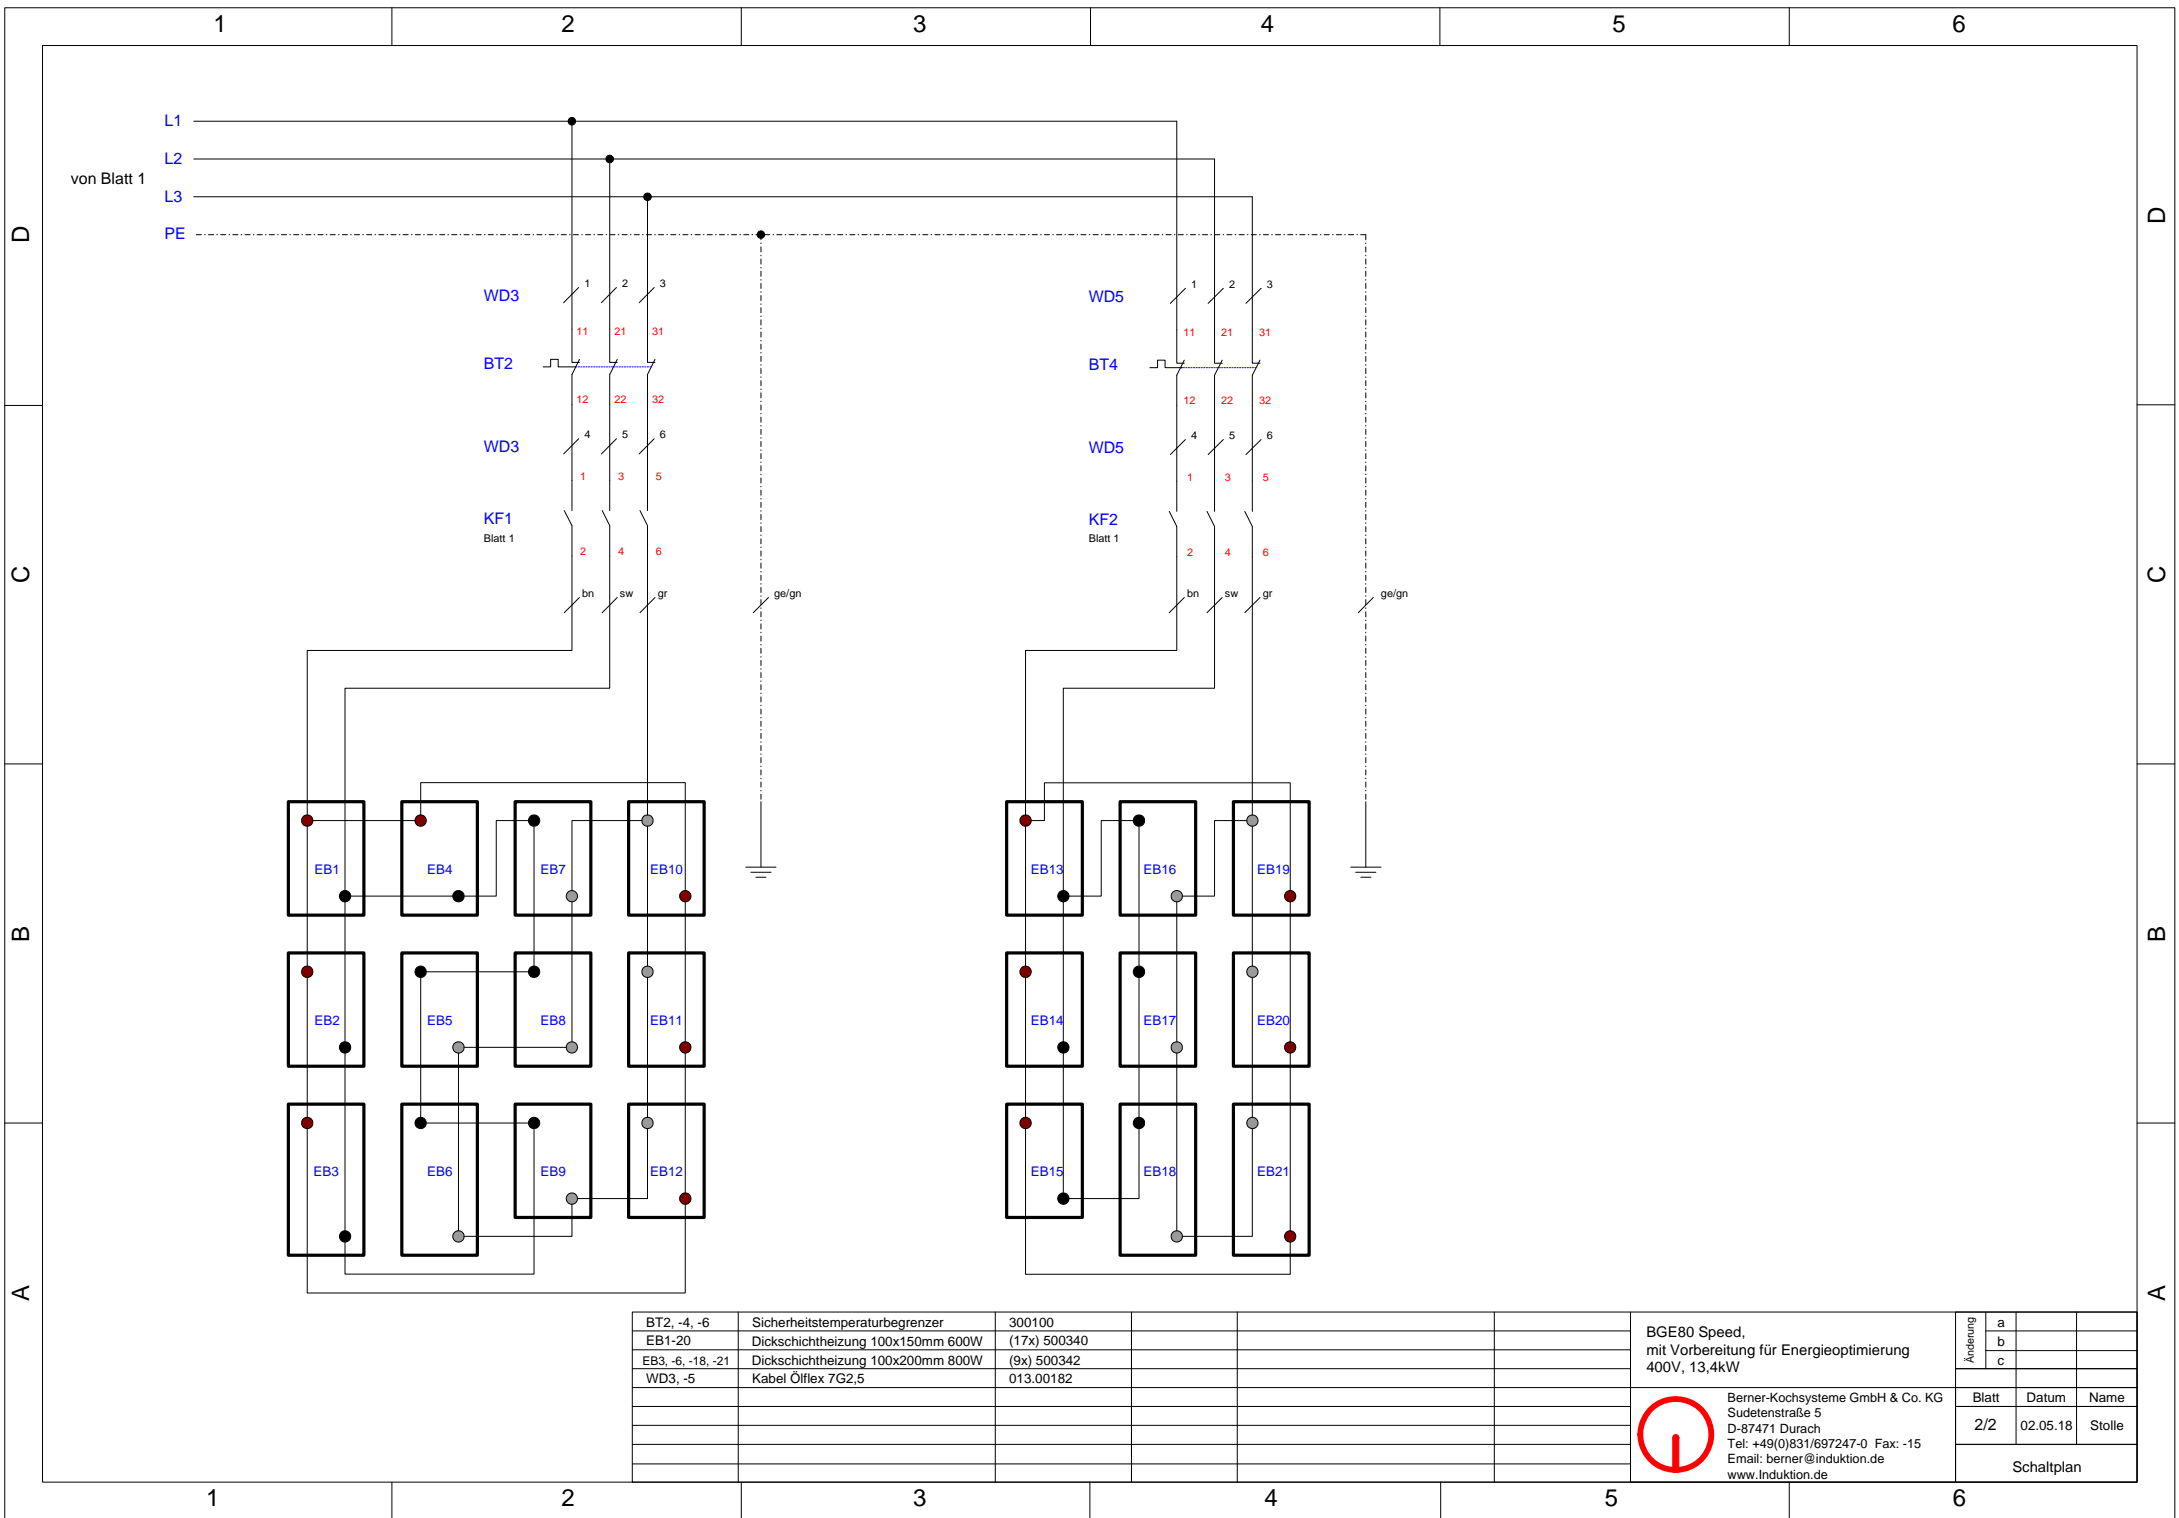 1 2 3 4 5 6
L1
L2
von Blatt 1
L3
D PE D
WD3 1 2 3 WD5 1 2 3
11 21 31 11 21 31
BT2 BT4
12 22 32 12 22 32
WD3 4 5 6 WD5 4 5 6
1 3 5 1 3 5
KF1 KF2
Blatt 1 Blatt 1
2 4 6 2 4 6
C C
bn sw gr ge/gn bn sw gr ge/gn
EB1 EB4 EB7 EB10 EB13 EB16 EB19
B B
EB2 EB5 EB8 EB11 EB14 EB17 EB20
EB3 EB6 EB9 EB12 EB15 EB18 EB21
A A
BT2, -4, -6 Sicherheitstemperaturbegrenzer 300100
EB1-20 Dickschichtheizung 100x150mm 600W (17x) 500340
EB3, -6, -18, -21 Dickschichtheizung 100x200mm 800W (9x) 500342
WD3, -5 Kabel Ölflex 7G2,5 013.00182
BGE80 Speed,
mit Vorbereitung für Energieoptimierung
400V, 13,4kW
Änderung
a
b
c
Berner-Kochsysteme GmbH & Co. KG
Sudetenstraße 5
D-87471 Durach
Tel: +49(0)831/697247-0 Fax: -15
Email: berner@induktion.de
www.Induktion.de
Blatt Datum Name
2/2 02.05.18 Stolle
Schaltplan
1 2 3 4 5 6